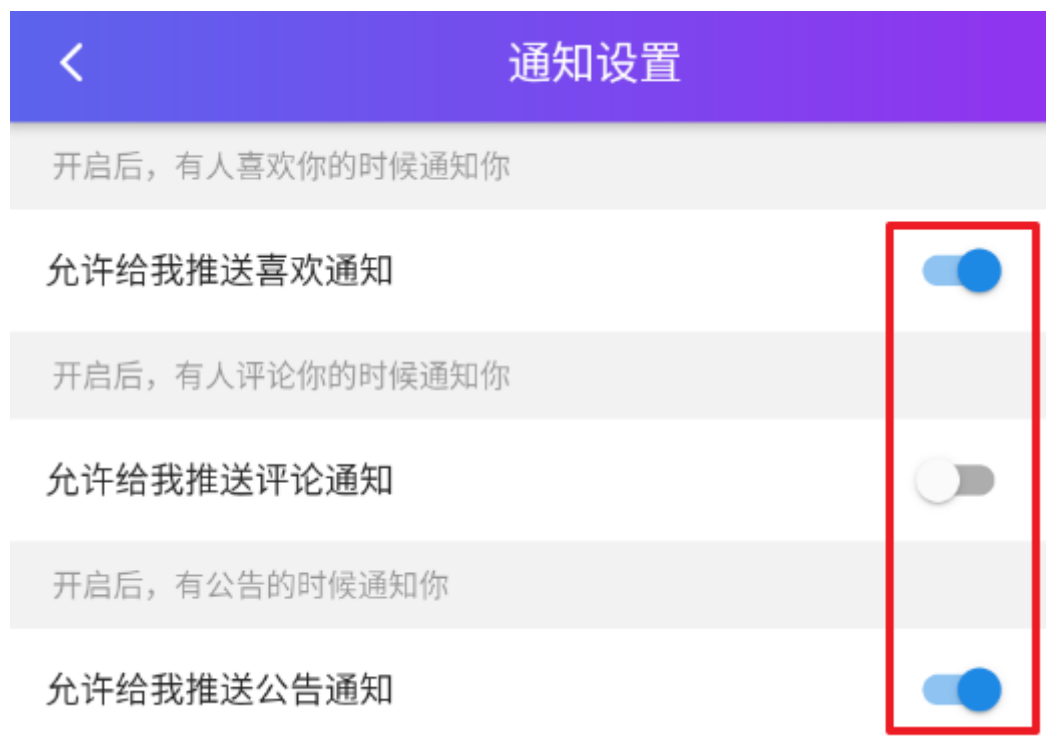 通知设置
开启后，有人喜欢你的时候通知你
允许给我推送喜欢通知
开启后，有人评论你的时候通知你
允许给我推送评论通知
开启后，有公告的时候通知你
允许给我推送公告通知